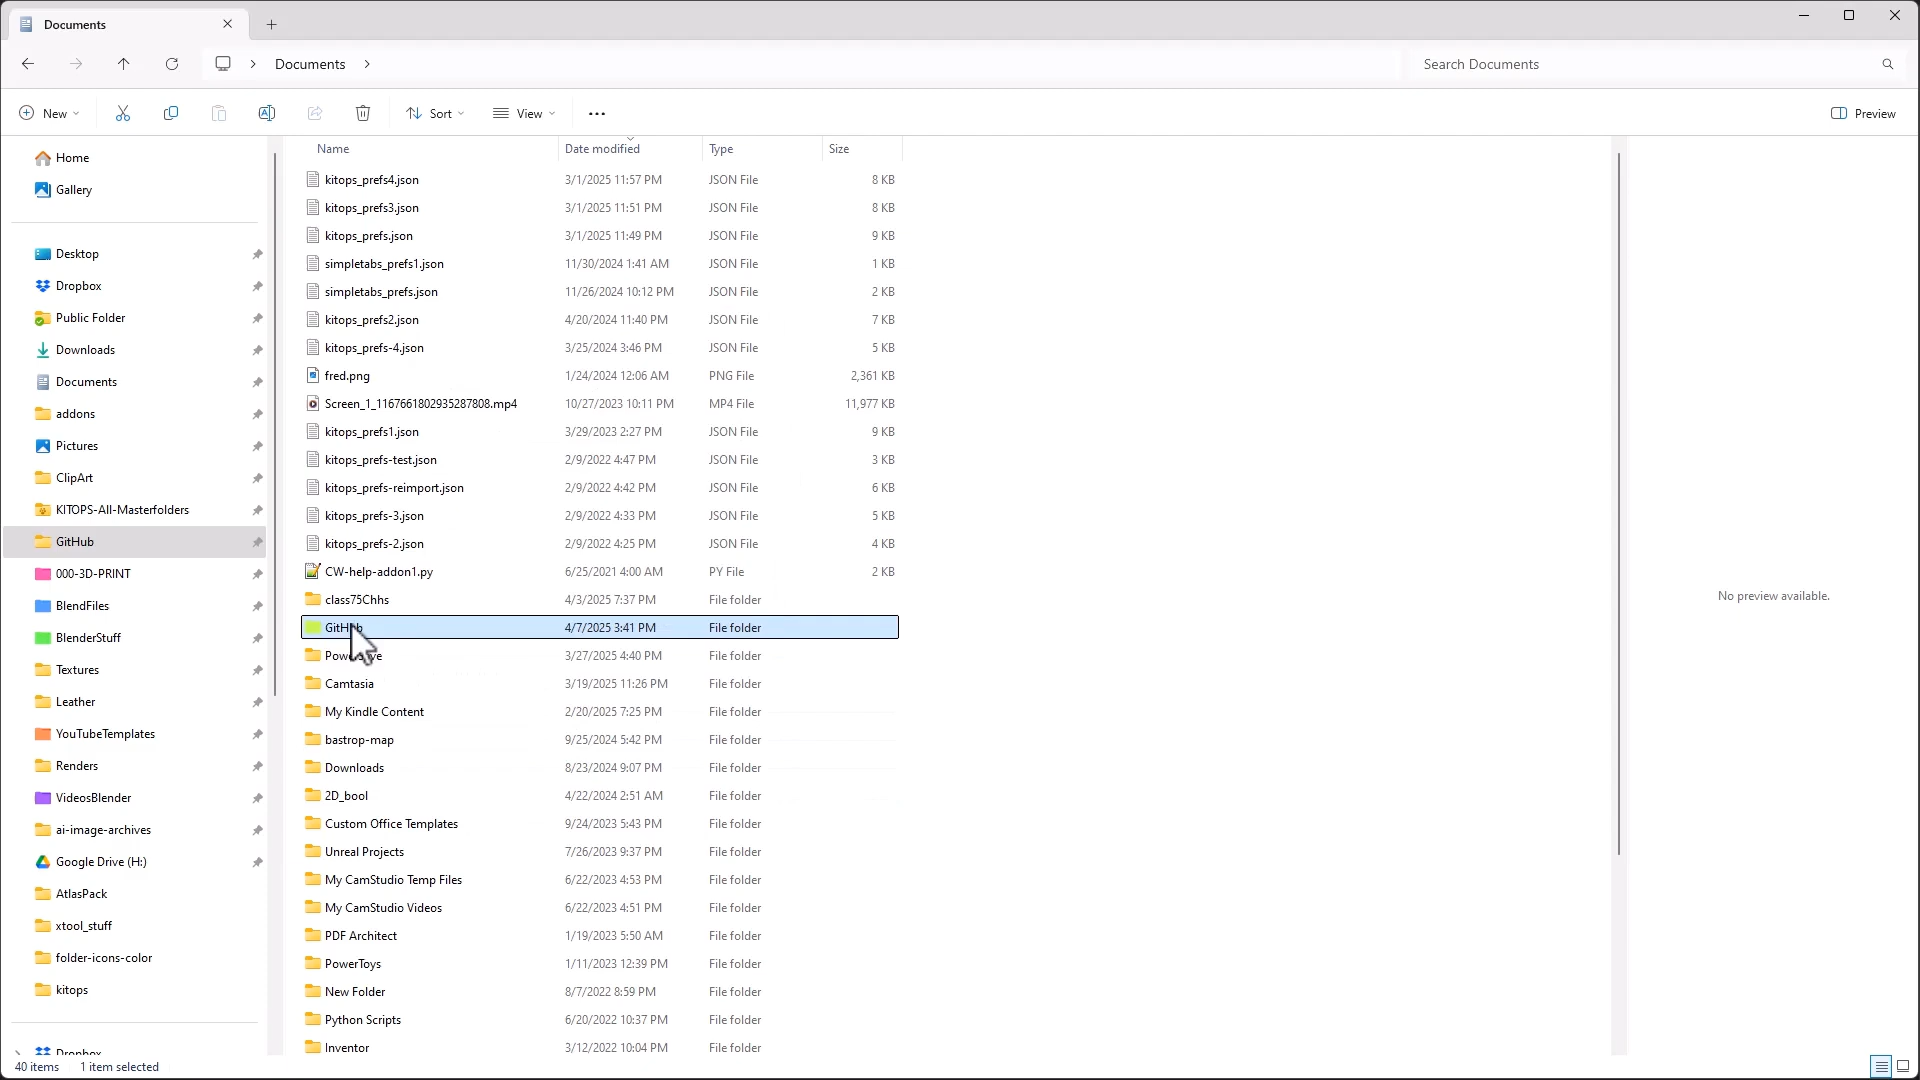 Documents
Documents
Search Documents
New
Sort
View
Preview
Home
Gallery
Desktop
Dropbox
Public Folder
Downloads
Documents
addons
Pictures
ClipArt
KITOPS-All-Masterfolders
GitHub
000-3D-PRINT
BlendFiles
BlenderStuff
Textures
Leather
YouTubeTemplates
Renders
VideosBlender
ai-image-archives
Google Drive (H:)
AtlasPack
xtool_stuff
folder-icons-color
kitops
Dropbox
Name Date modified Type Size
kitops_prefs4.json 3/1/2025 11:57 PM JSON File 8 KB
kitops_prefs3.json 3/1/2025 11:51 PM JSON File 8 KB
kitops_prefs.json 3/1/2025 11:49 PM JSON File 9 KB
simpletabs_prefs1.json 11/30/2024 1:41 AM JSON File 1 KB
simpletabs_prefs.json 11/26/2024 10:12 PM JSON File 2 KB
kitops_prefs2.json 4/20/2024 11:40 PM JSON File 7 KB
kitops_prefs-4.json 3/25/2024 3:46 PM JSON File 5 KB
fred.png 1/24/2024 12:06 AM PNG File 2,361 KB
Screen_1_1167661802935287808.mp4 10/27/2023 10:11 PM MP4 File 11,977 KB
kitops_prefs1.json 3/29/2023 2:27 PM JSON File 9 KB
kitops_prefs-test.json 2/9/2022 4:47 PM JSON File 3 KB
kitops_prefs-reimport.json 2/9/2022 4:42 PM JSON File 6 KB
kitops_prefs-3.json 2/9/2022 4:33 PM JSON File 5 KB
kitops_prefs-2.json 2/9/2022 4:25 PM JSON File 4 KB
CW-help-addon1.py 6/25/2021 4:00 AM PY File 2 KB
class75Chhs 4/3/2025 7:37 PM File folder
GitHub 4/7/2025 3:41 PM File folder
3/27/2025 4:40 PM File folder
Camtasia 3/19/2025 11:26 PM File folder
My Kindle Content 2/20/2025 7:25 PM File folder
bastrop-map 9/25/2024 5:42 PM File folder
Downloads 8/23/2024 9:07 PM File folder
2D_bool 4/22/2024 2:51 AM File folder
Custom Office Templates 9/24/2023 5:43 PM File folder
Unreal Projects 7/26/2023 9:37 PM File folder
My CamStudio Temp Files 6/22/2023 4:53 PM File folder
My CamStudio Videos 6/22/2023 4:51 PM File folder
PDF Architect 1/19/2023 5:50 AM File folder
PowerToys 1/11/2023 12:39 PM File folder
New Folder 8/7/2022 8:59 PM File folder
Python Scripts 6/20/2022 10:37 PM File folder
Inventor 3/12/2022 10:04 PM File folder
No preview available.
40 items 1 item selected